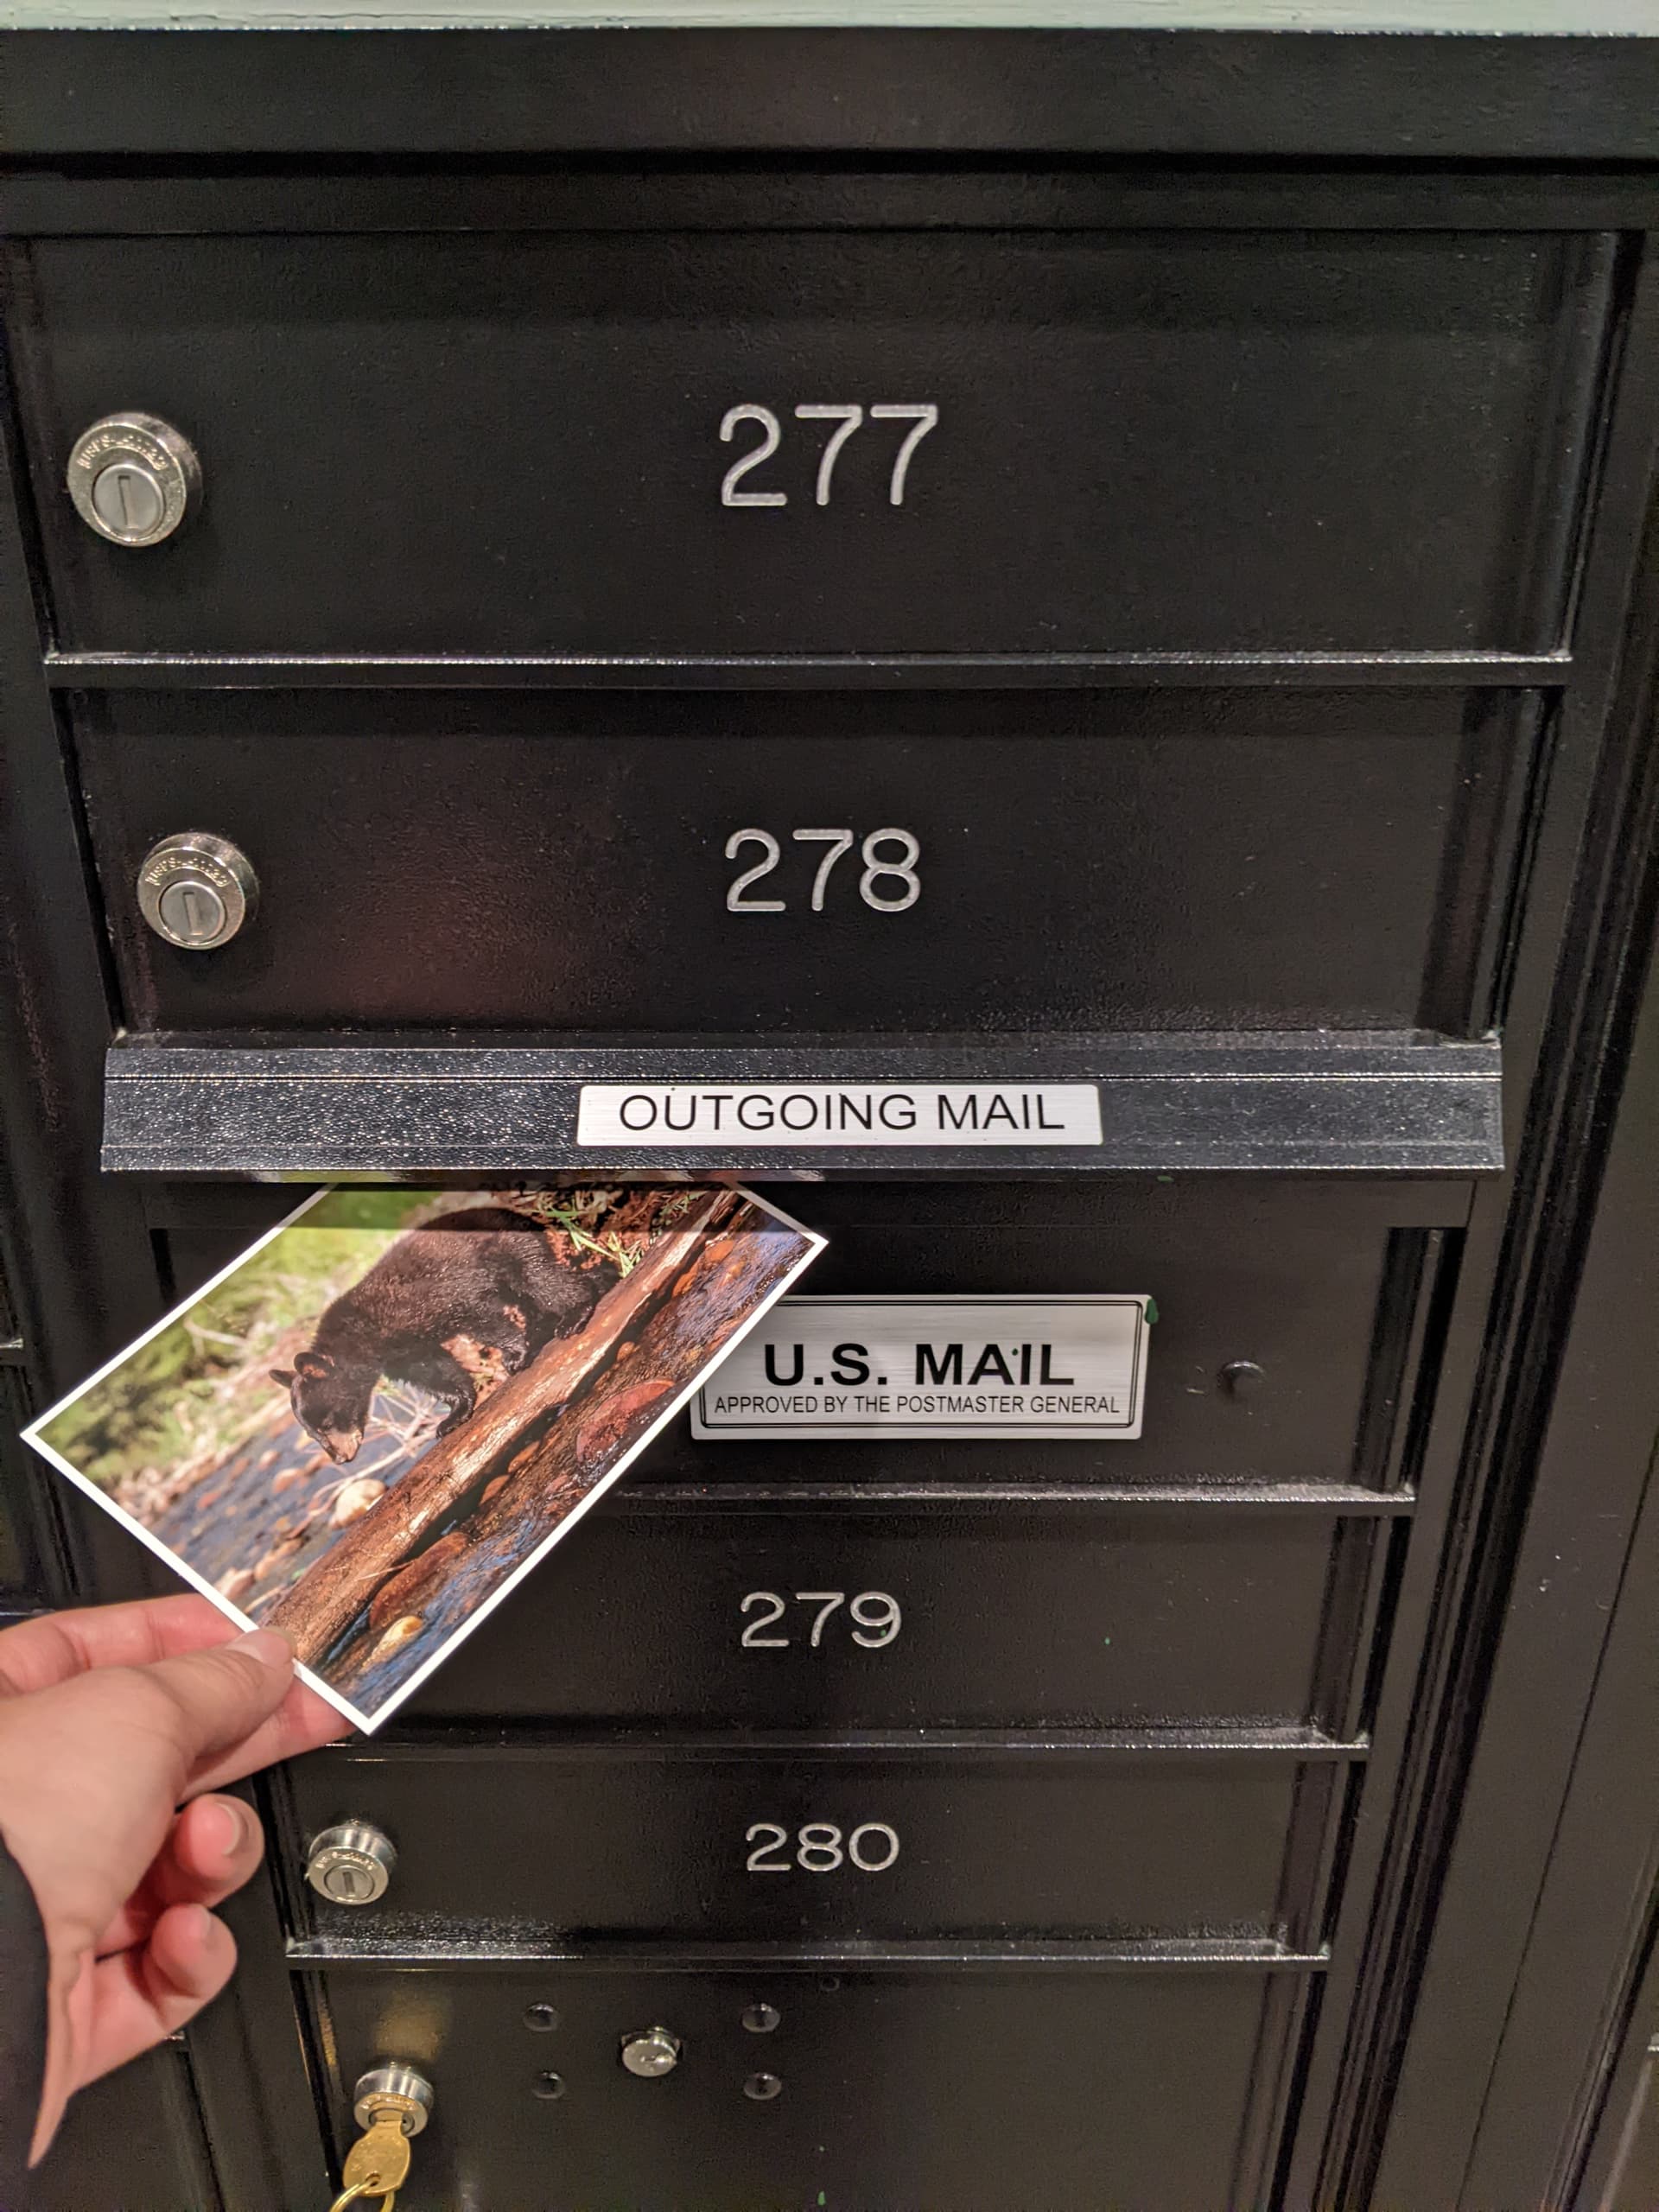 277
278
OUTGOING MAIL
U.S. MAIL
APPROVED BY THE POSTMASTER GENERAL
279
280